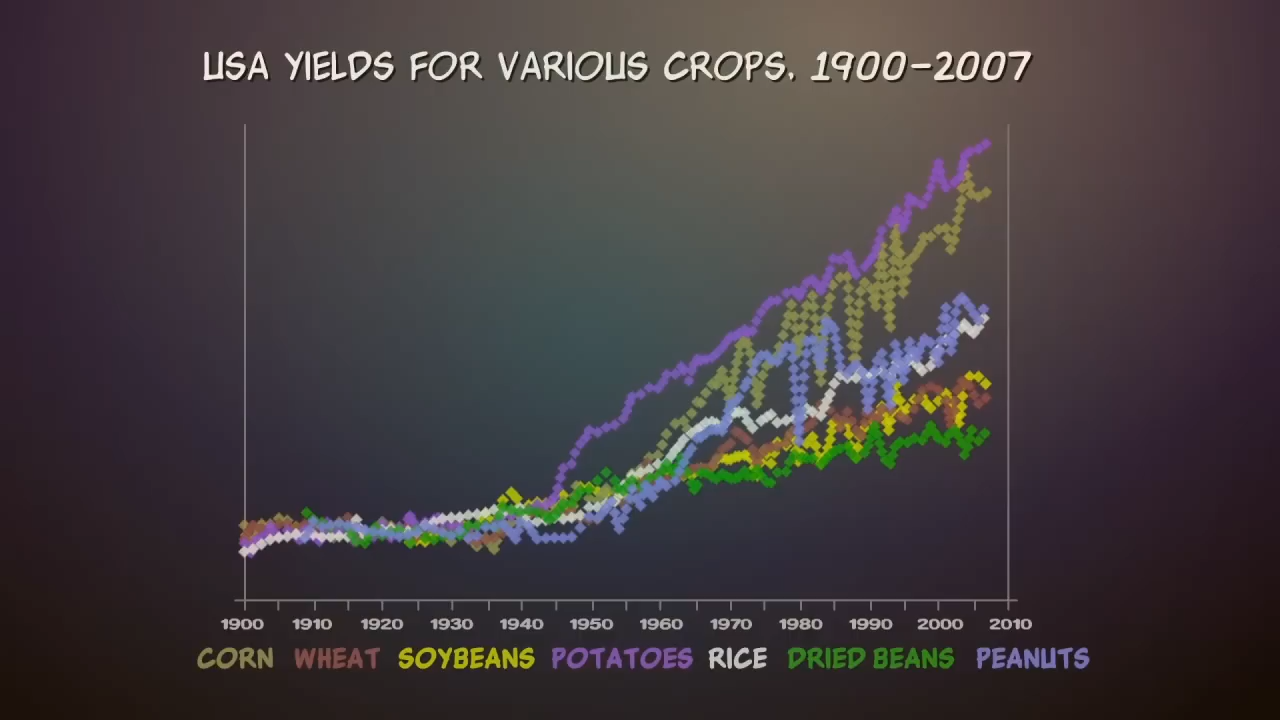 USA YIELDS FOR VARIOUS CROPS, 1900-2007
1900 1910 1920 1930 1940 1950 1960 1970 1980 1990 2000 2010
CORN WHEAT SOYBEANS POTATOES RICE DRIED BEANS PEANUTS